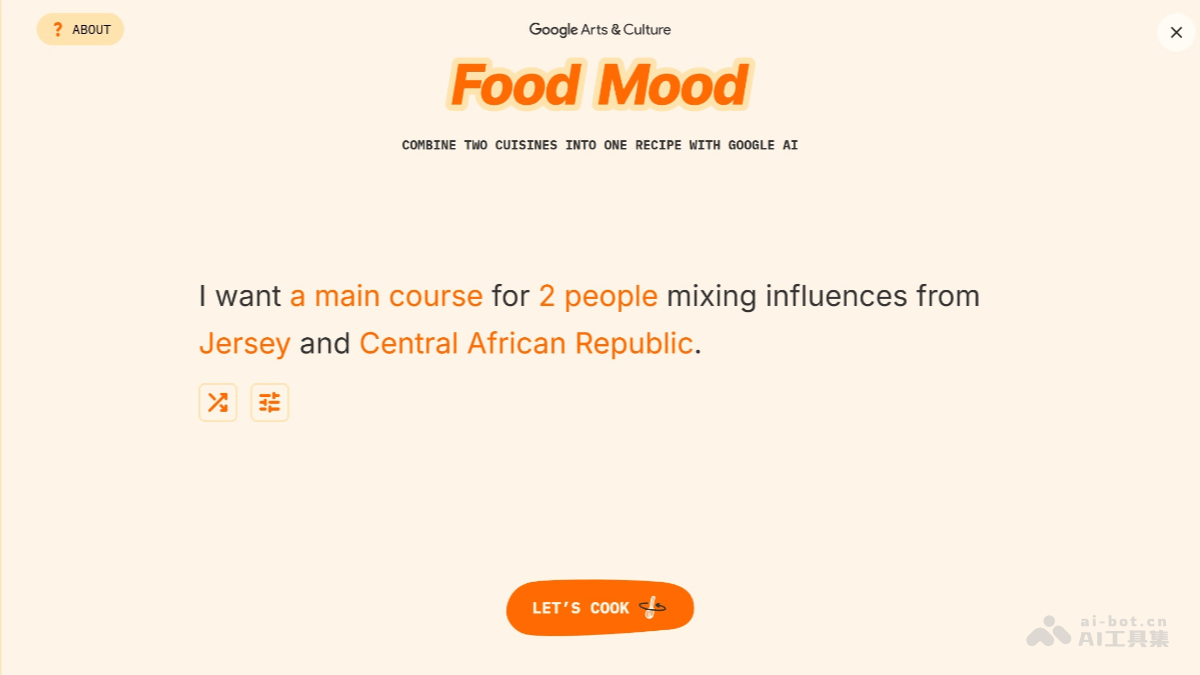 ? ABOUT
Google Arts & Culture
Food Mood
COMBINE TWO CUISINES INTO ONE RECIPE WITH GOOGLE AI
I want a main course for 2 people mixing influences from
Jersey and Central African Republic.
LET’S COOK
ai-bot.cn
AI工具集